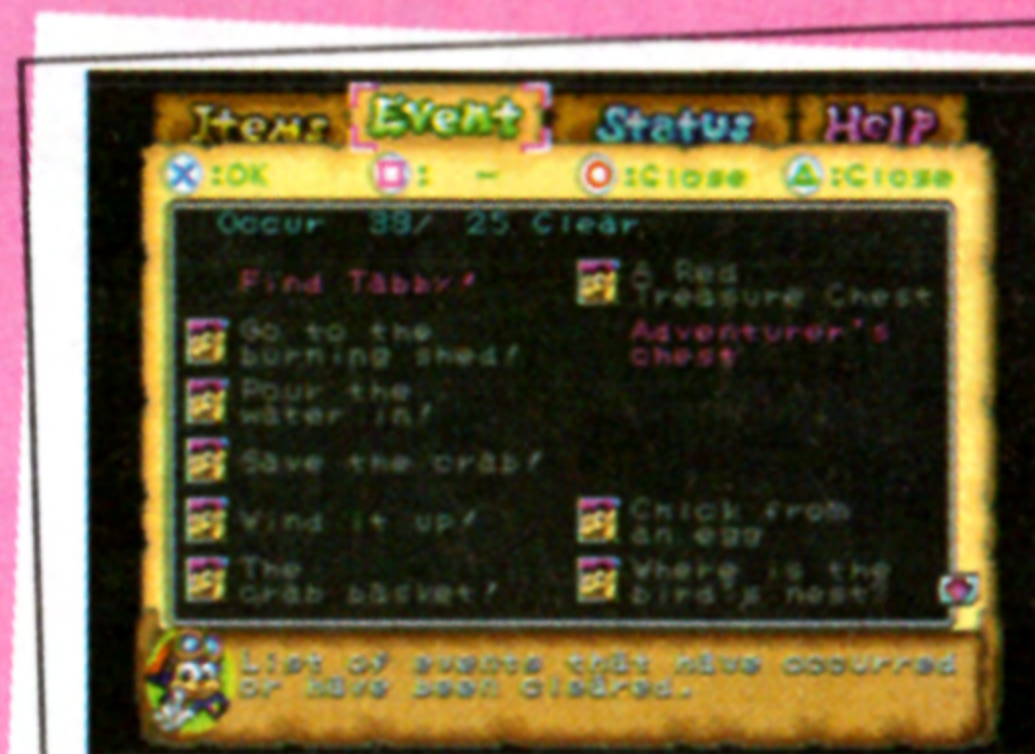 Items Event Status Help
:OK : - :Close :Close
Occur 39/ 25 Clear
Find Tabby!
Go to the
burning shed!
Pour the
water in!
Save the crab!
Wind it up!
The
crab basket!
A Red
Treasure Chest
Adventurer's
chest
Chick from
an egg
Where is the
bird's nest?
List of events that have occurred
or have been cleared.